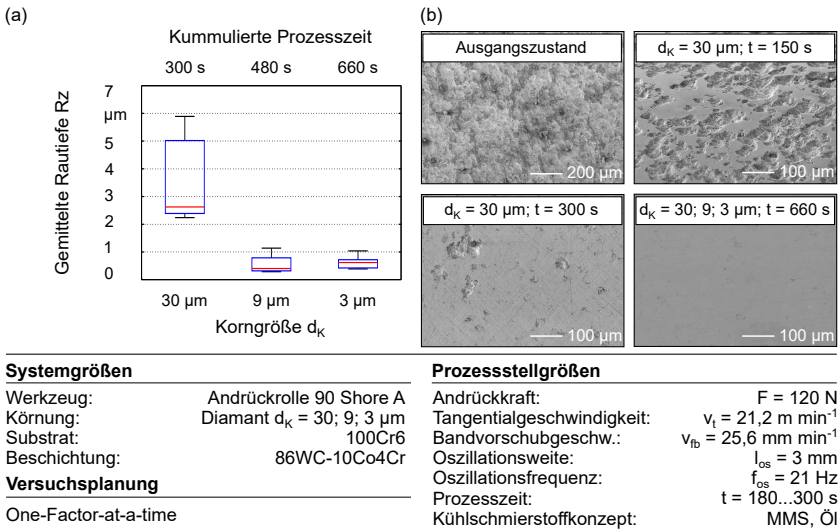 (a)
Kummulierte Prozesszeit
300 s 480 s 660 s
Gemittelte Rautiefe Rz
7
µm
5
4
3
2
1
0
30 µm 9 µm 3 µm
Korngröße dK
(b)
Ausgangszustand
200 µm
dK = 30 µm; t = 150 s
100 µm
dK = 30 µm; t = 300 s
100 µm
dK = 30; 9; 3 µm; t = 660 s
100 µm
Systemgrößen
Werkzeug: Andrückrolle 90 Shore A
Körnung: Diamant dK = 30; 9; 3 µm
Substrat: 100Cr6
Beschichtung: 86WC-10Co4Cr
Versuchsplanung
One-Factor-at-a-time
Prozessstellgrößen
Andrückkraft: F = 120 N
Tangentialgeschwindigkeit: vt = 21,2 m min-1
Bandvorschubgeschw.: vfb = 25,6 mm min-1
Oszillationsweite: los = 3 mm
Oszillationsfrequenz: fos = 21 Hz
Prozesszeit: t = 180...300 s
Kühlschmierstoffkonzept: MMS, Öl